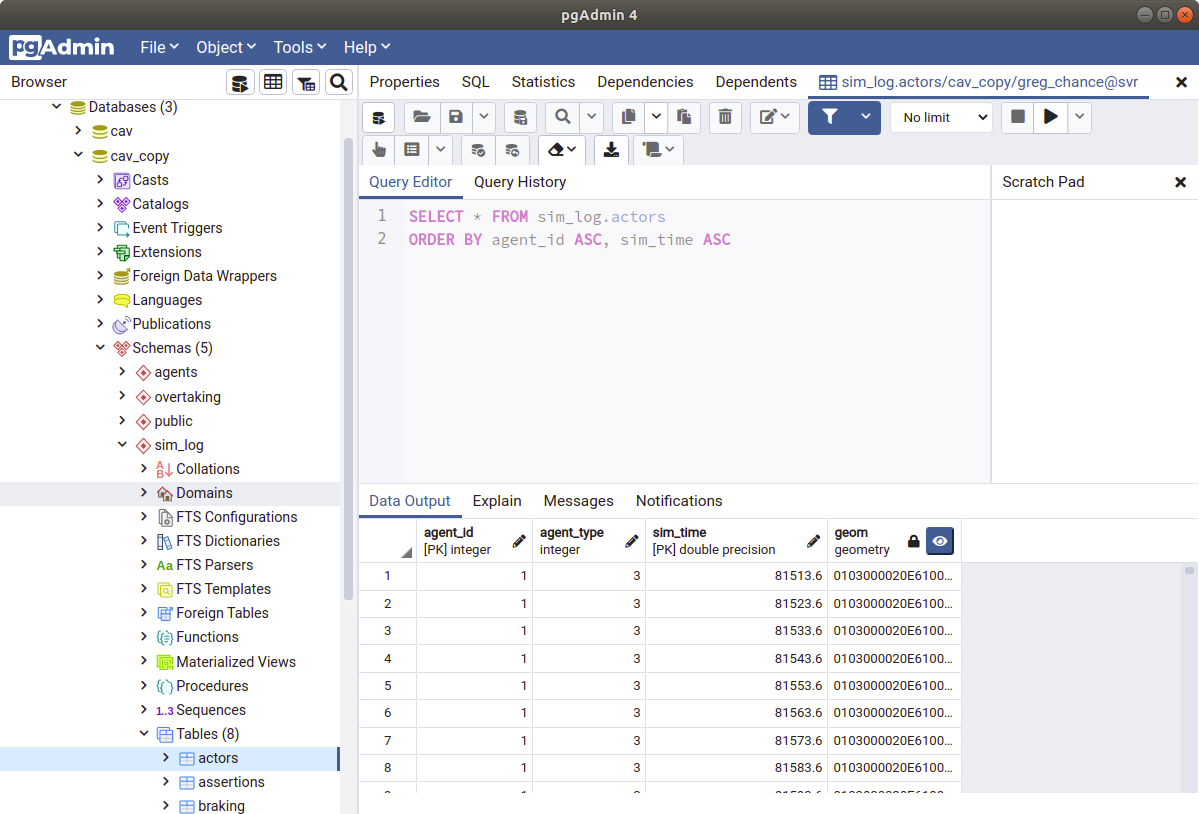 pgAdmin 4
pgAdmin File Object Tools Help
Browser
Properties SQL Statistics Dependencies Dependents sim_log.actors/cav_copy/greg_chance@svr
Databases (3)
cav
cav_copy
Casts
Catalogs
Event Triggers
Extensions
Foreign Data Wrappers
Languages
Publications
Schemas (5)
agents
overtaking
public
sim_log
Collations
Domains
FTS Configurations
FTS Dictionaries
Aa FTS Parsers
FTS Templates
Foreign Tables
Functions
Materialized Views
Procedures
1..3 Sequences
Tables (8)
actors
assertions
braking
No limit
Query Editor Query History
Scratch Pad
1 SELECT * FROM sim_log.actors
2 ORDER BY agent_id ASC, sim_time ASC
Data Output Explain Messages Notifications
agent_id agent_type sim_time geom
[PK] integer integer [PK] double precision geometry
1 1 3 81513.6 0103000020E6100...
2 1 3 81523.6 0103000020E6100...
3 1 3 81533.6 0103000020E6100...
4 1 3 81543.6 0103000020E6100...
5 1 3 81553.6 0103000020E6100...
6 1 3 81563.6 0103000020E6100...
7 1 3 81573.6 0103000020E6100...
8 1 3 81583.6 0103000020E6100...